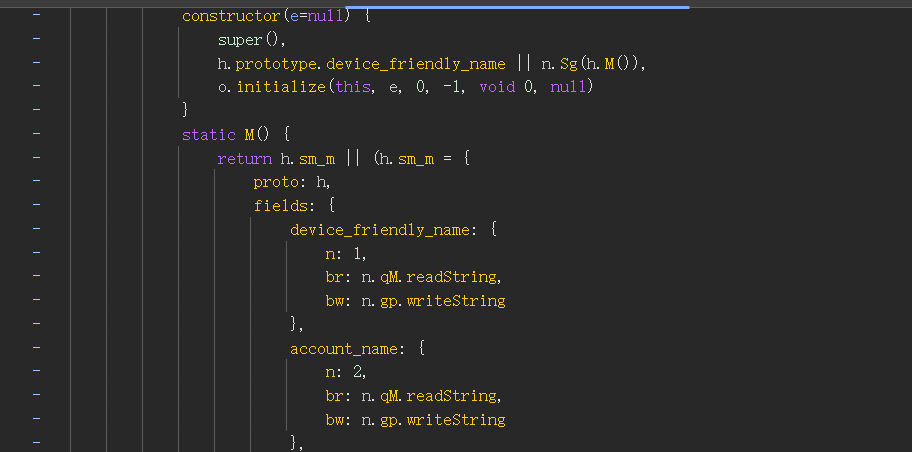 constructor(e=null) {
super(),
h.prototype.device_friendly_name || n.Sg(h.M()),
o.initialize(this, e, 0, -1, void 0, null)
}
static M() {
return h.sm_m || (h.sm_m = {
proto: h,
fields: {
device_friendly_name: {
n: 1,
br: n.qM.readString,
bw: n.gp.writeString
},
account_name: {
n: 2,
br: n.qM.readString,
bw: n.gp.writeString
},